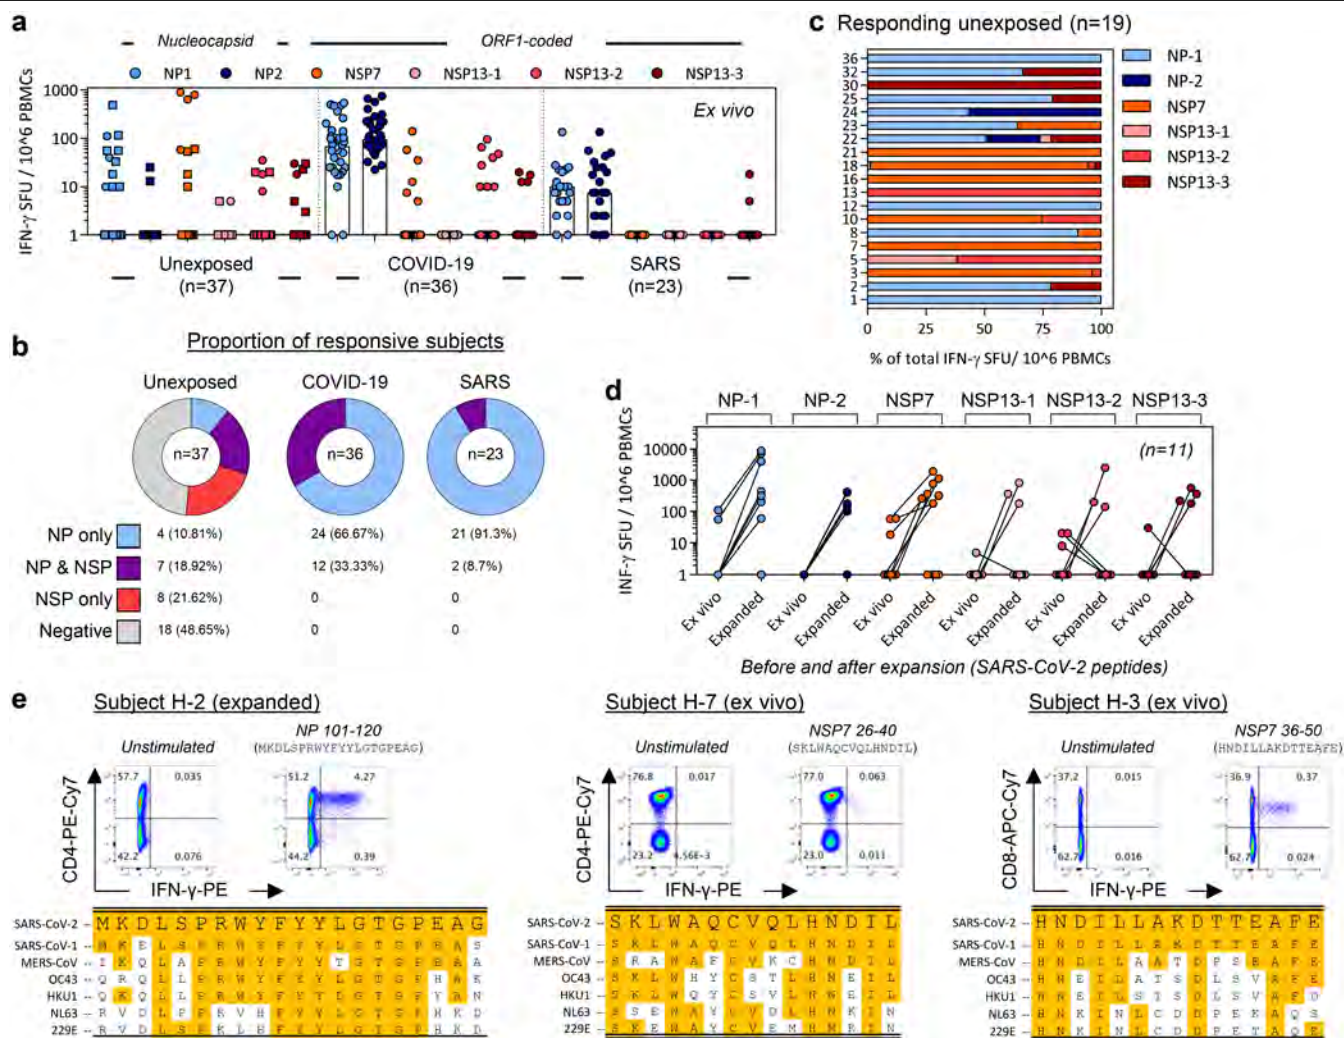 a
Nucleocapsid
ORF1-coded
NP1
NP2
NSP7
NSP13-1
NSP13-2
NSP13-3
IFN-γ SFU / 10^6 PBMCs
1000
100
10
1
Ex vivo
Unexposed
(n=37)
COVID-19
(n=36)
SARS
(n=23)
b
Proportion of responsive subjects
Unexposed
COVID-19
SARS
n=37
n=36
n=23
NP only 4 (10.81%) 24 (66.67%) 21 (91.3%)
NP & NSP 7 (18.92%) 12 (33.33%) 2 (8.7%)
NSP only 8 (21.62%) 0 0
Negative 18 (48.65%) 0 0
c Responding unexposed (n=19)
36
32
30
25
24
23
22
21
18
16
13
12
10
8
7
5
3
2
1
0 25 50 75 100
% of total IFN-γ SFU/ 10^6 PBMCs
NP-1
NP-2
NSP7
NSP13-1
NSP13-2
NSP13-3
d
NP-1 NP-2 NSP7 NSP13-1 NSP13-2 NSP13-3
INF-γ SFU / 10^6 PBMCs
10000
1000
100
10
1
(n=11)
Ex vivo Expanded Ex vivo Expanded Ex vivo Expanded Ex vivo Expanded Ex vivo Expanded Ex vivo Expanded
Before and after expansion (SARS-CoV-2 peptides)
e
Subject H-2 (expanded)
Unstimulated
NP 101-120
(MKDLSPRWYFYYLGTGPEAG)
CD4-PE-Cy7
57.7 0.035
42.2 0.076
51.2 4.27
44.2 0.39
IFN-γ-PE
SARS-CoV-2 M K D L S P R W Y F Y Y L G T G P E A G
SARS-CoV-1
MERS-CoV
OC43
HKU1
NL63
229E
Subject H-7 (ex vivo)
Unstimulated
NSP7 26-40
(SKLWAQCVQLHNDIL)
CD4-PE-Cy7
76.8 0.017
23.2 4.56E-3
77.0 0.063
23.0 0.011
IFN-γ-PE
SARS-CoV-2 S K L W A Q C V Q L H N D I L
SARS-CoV-1 S K L W A Q C V Q L H N D I L
MERS-CoV
OC43
HKU1
NL63
229E
Subject H-3 (ex vivo)
Unstimulated
NSP7 36-50
(HNDILLAKDTTEAFE)
CD8-APC-Cy7
37.2 0.015
62.7 0.016
36.9 0.37
62.7 0.024
IFN-γ-PE
SARS-CoV-2 H N D I L L A K D T T E A F E
SARS-CoV-1 H N D I L L A K D T T E A F E
MERS-CoV H N D I L A A T D P S E A F E
OC43 H N E I L A T S D L S V A F E
HKU1 H N E I L S T S D L S V A F D
NL63 H N K I N L C D D P E K A Q S
229E H N K I N L C D D P E T A Q E